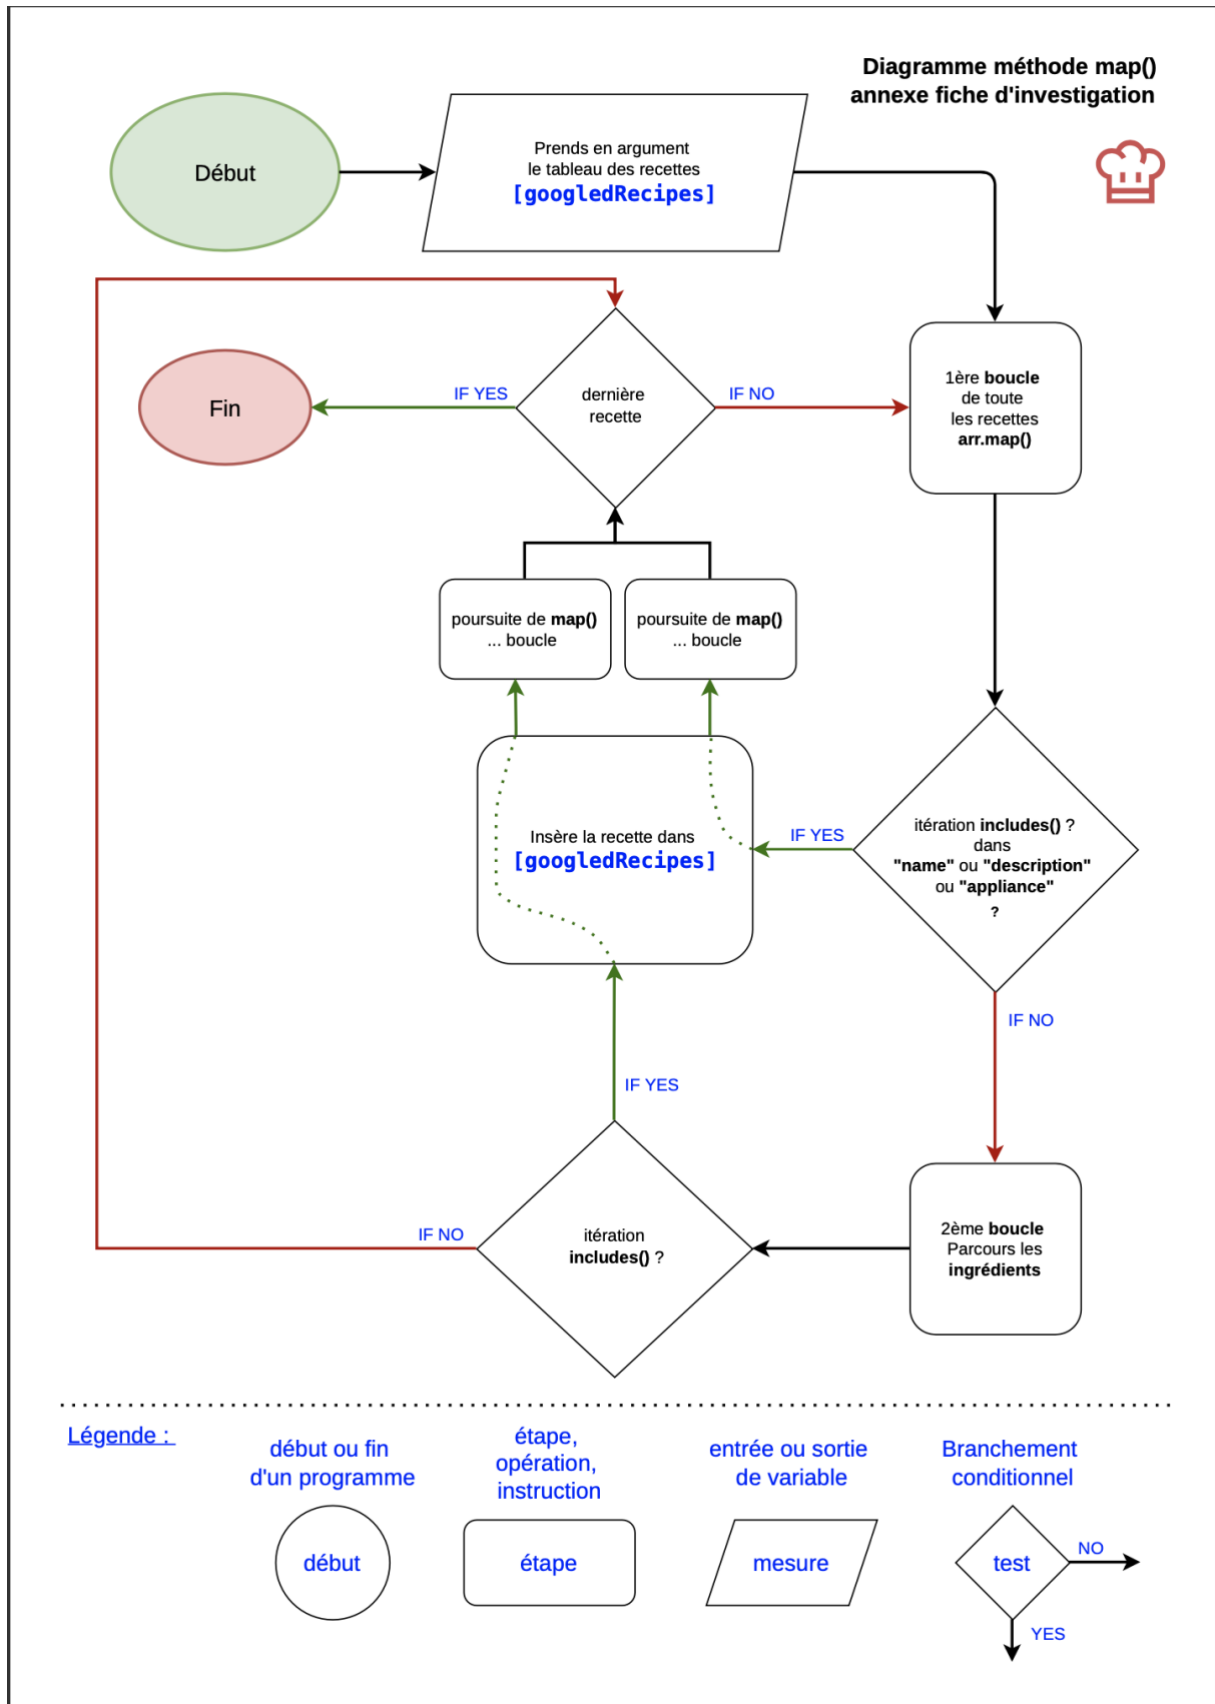 Diagramme méthode map()
annexe fiche d'investigation
Début
Prends en argument
le tableau des recettes
[googledRecipes]
Fin
IF YES
dernière
recette
IF NO
1ère boucle
de toute
les recettes
arr.map()
poursuite de map()
... boucle
poursuite de map()
... boucle
Insère la recette dans
[googledRecipes]
IF YES
itération includes() ?
dans
"name" ou "description"
ou "appliance"
?
IF NO
IF YES
IF NO
itération
includes() ?
2ème boucle
Parcours les
ingrédients
Légende :
début ou fin
d'un programme
étape,
opération,
instruction
entrée ou sortie
de variable
Branchement
conditionnel
début
étape
mesure
test
NO
YES